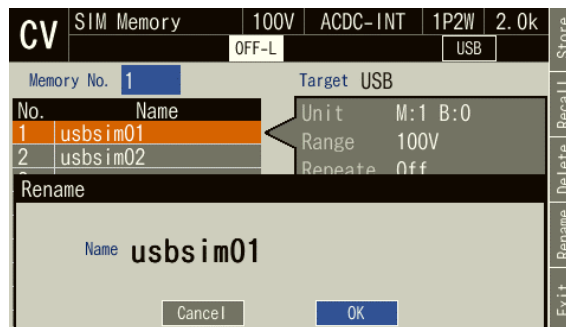 CV SIM Memory 100V ACDC-INT 1P2W 2.0k
OFF-L USB
Memory No. 1 Target USB
No. Name
1 usbsim01
2 usbsim02
Unit M:1 B:0
Range 100V
Repeate Off
Rename
Name usbsim01
Cancel OK
Store
Recall
Delete
Rename
Exit